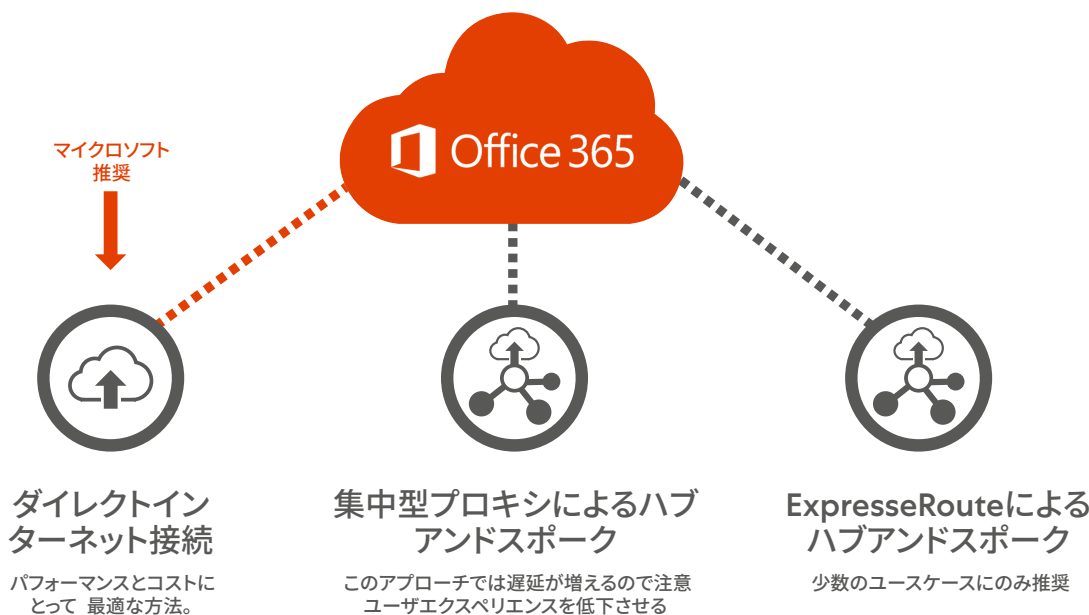 Office 365
マイクロソフト
推奨
ダイレクトイン
ターネット接続
パフォーマンスとコストに
とって 最適な方法。
集中型プロキシによるハブ
アンドスポーク
このアプローチでは遅延が増えるので注意
ユーザエクスペリエンスを低下させる
ExpresseRouteによる
ハブアンドスポーク
少数のユースケースにのみ推奨